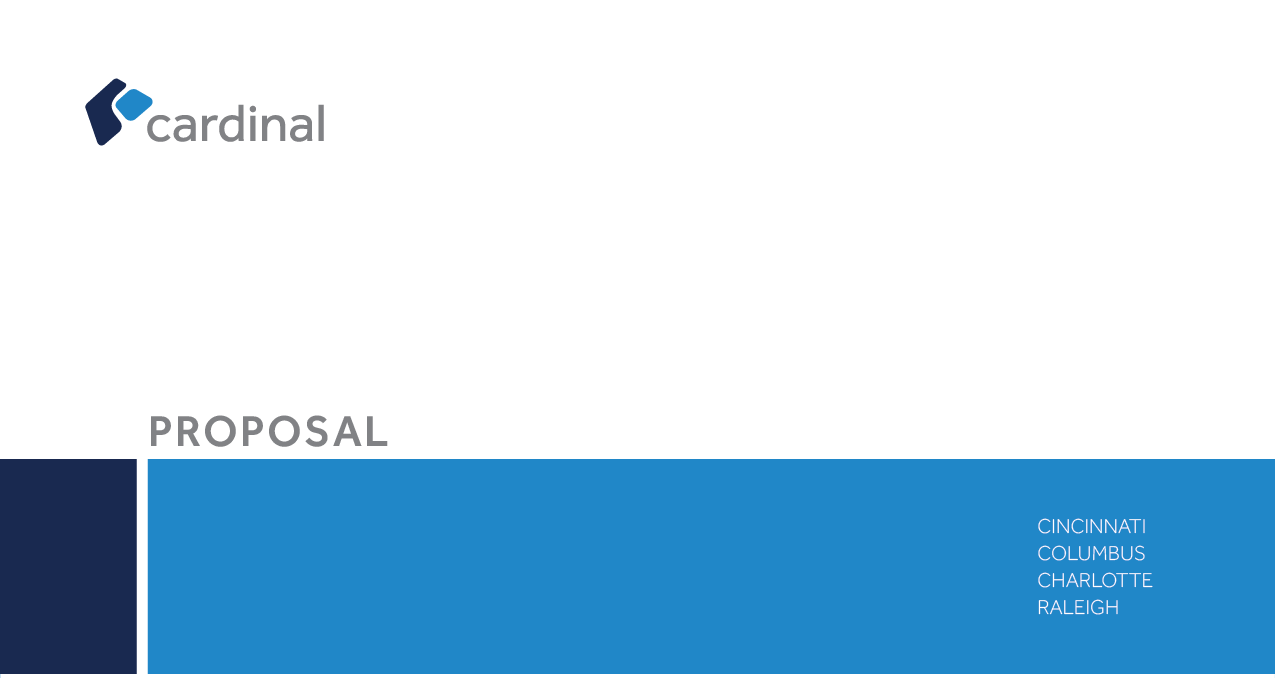 cardinal
PROPOSAL
CINCINNATI
COLUMBUS
CHARLOTTE
RALEIGH